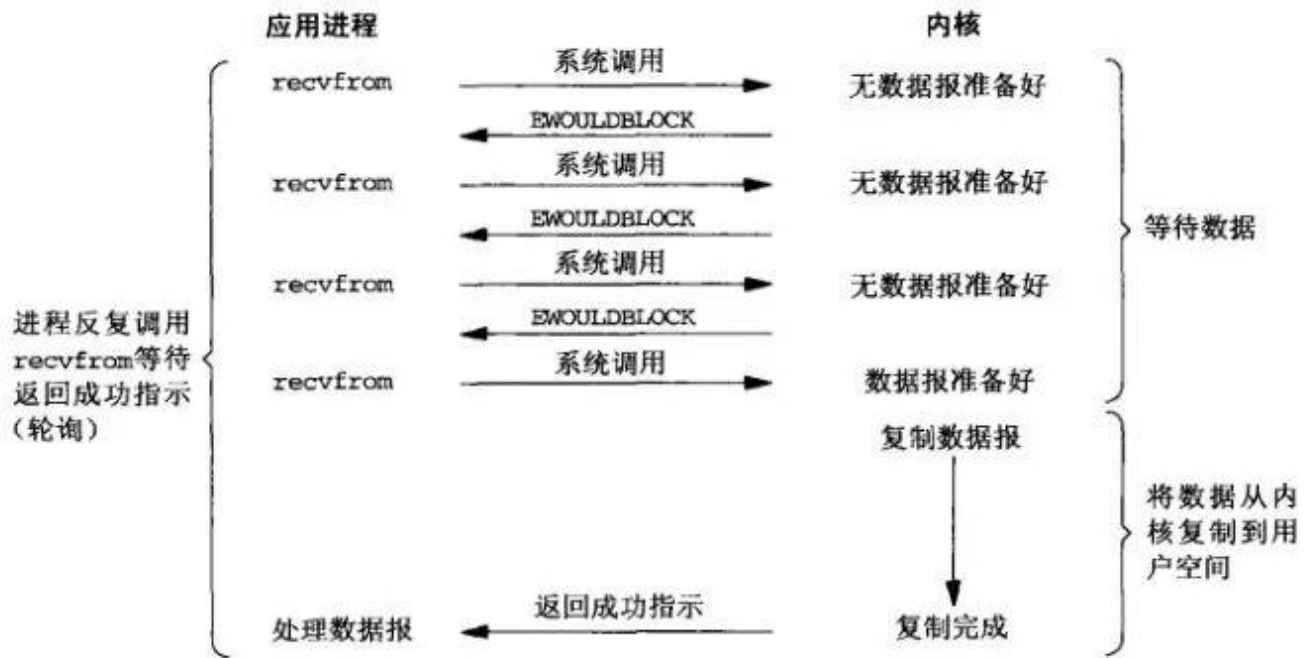 应用进程
内核
recvfrom
系统调用
无数据报准备好
EWOULDBLOCK
recvfrom
系统调用
无数据报准备好
EWOULDBLOCK
recvfrom
系统调用
无数据报准备好
EWOULDBLOCK
recvfrom
系统调用
数据报准备好
等待数据
进程反复调用
recvfrom等待
返回成功指示
（轮询）
复制数据报
将数据从内
核复制到用
户空间
处理数据报
返回成功指示
复制完成